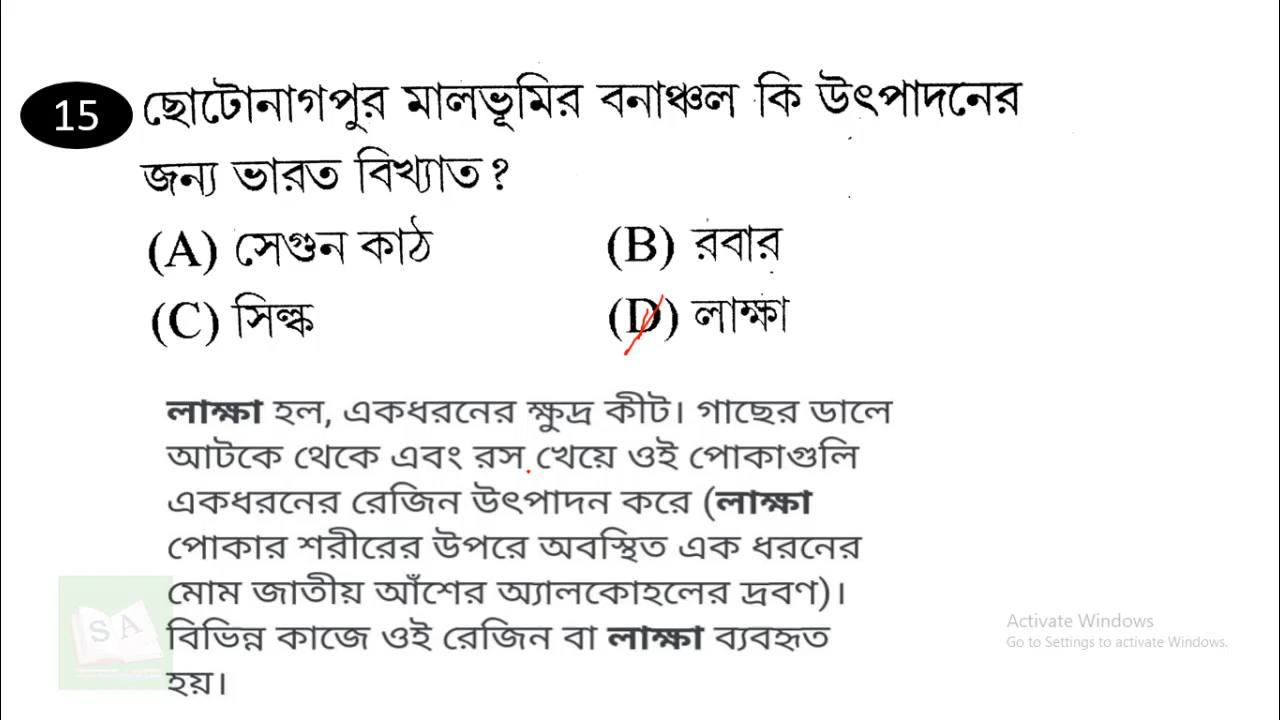 15 ছোটোনাগপুর মালভূমির বনাঞ্চল কি উৎপাদনের
জন্য ভারত বিখ্যাত?
(A) সেগুন কাঠ (B) রবার
(C) সিল্ক (D) লাক্ষা
লাক্ষা হল, একধরনের ক্ষুদ্র কীট। গাছের ডালে
আটকে থেকে এবং রস খেয়ে ওই পোকাগুলি
একধরনের রেজিন উৎপাদন করে (লাক্ষা
পোকার শরীরের উপরে অবস্থিত এক ধরনের
মোম জাতীয় আঁশের অ্যালকোহলের দ্রবণ)।
বিভিন্ন কাজে ওই রেজিন বা লাক্ষা ব্যবহৃত
হয়।
S A
Activate Windows
Go to Settings to activate Windows.